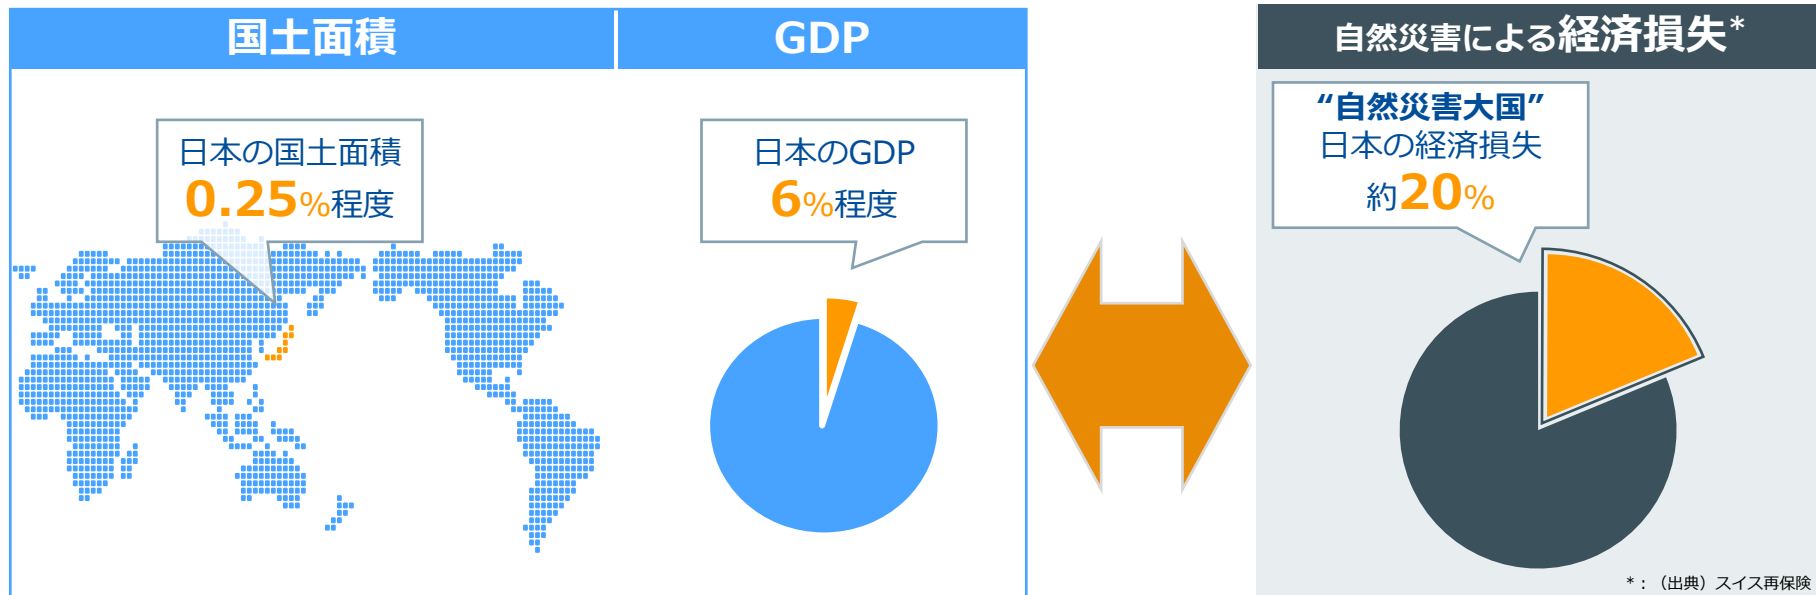 国土面積
GDP
自然災害による経済損失*
日本の国土面積
0.25%程度
日本のGDP
6%程度
“自然災害大国”
日本の経済損失
約20%
*：（出典）スイス再保険